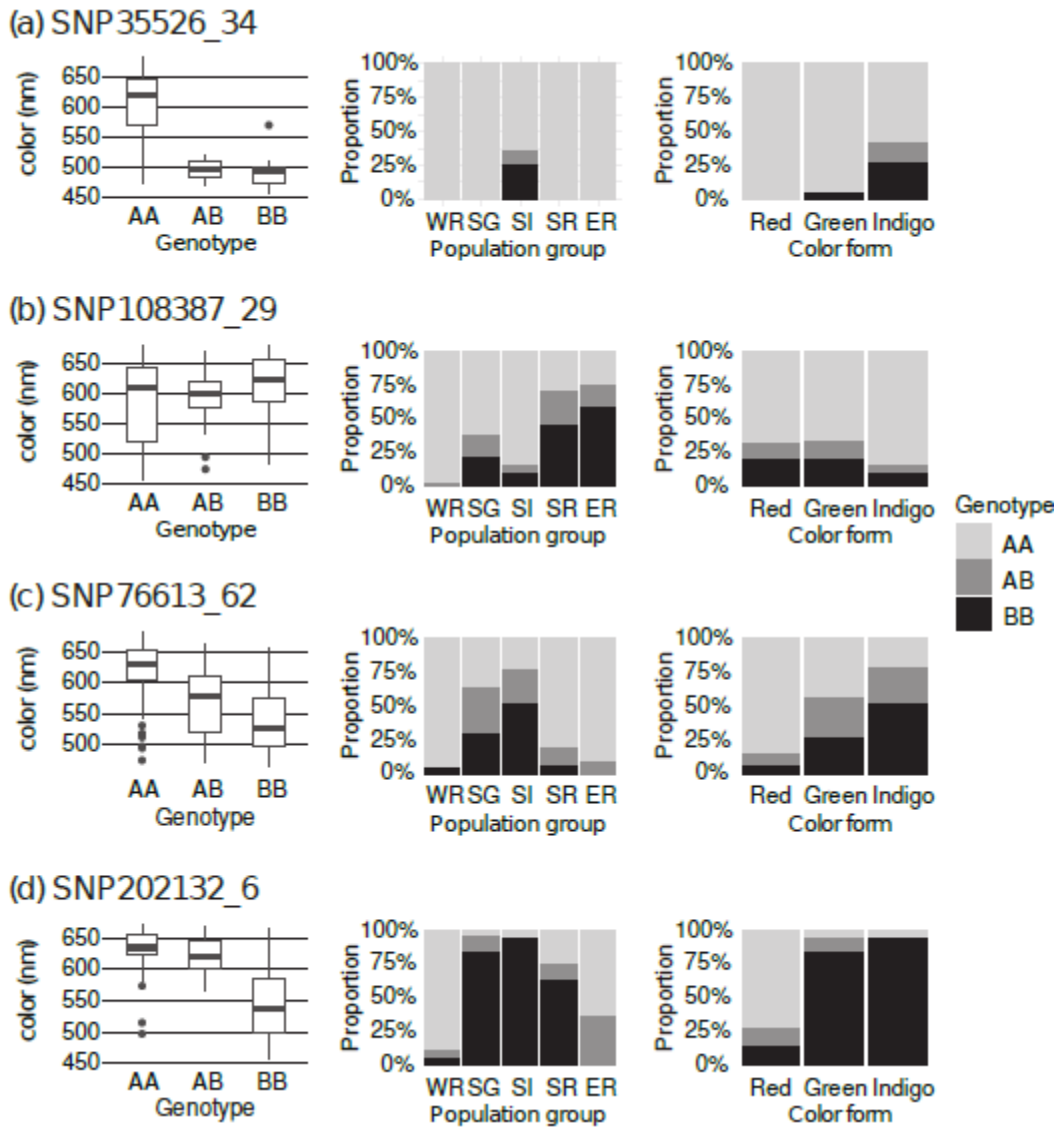 (a) SNP35526_34
color (nm)
650
600
550
500
450
AA AB BB
Genotype
Proportion
100%
75%
50%
25%
0%
WR SG SI SR ER
Population group
Proportion
100%
75%
50%
25%
0%
Red Green Indigo
Color form
(b) SNP108387_29
color (nm)
650
600
550
500
450
AA AB BB
Genotype
Proportion
100%
75%
50%
25%
0%
WR SG SI SR ER
Population group
Proportion
100%
75%
50%
25%
0%
Red Green Indigo
Color form
Genotype
AA
AB
BB
(c) SNP76613_62
color (nm)
650
600
550
500
AA AB BB
Genotype
Proportion
100%
75%
50%
25%
0%
WR SG SI SR ER
Population group
Proportion
100%
75%
50%
25%
0%
Red Green Indigo
Color form
(d) SNP202132_6
color (nm)
650
600
550
500
450
AA AB BB
Genotype
Proportion
100%
75%
50%
25%
0%
WR SG SI SR ER
Population group
Proportion
100%
75%
50%
25%
0%
Red Green Indigo
Color form